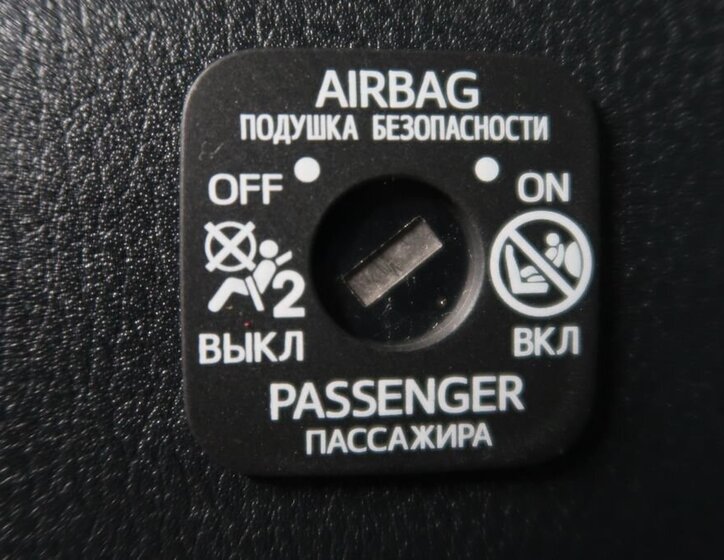 AIRBAG
ПОДУШКА БЕЗОПАСНОСТИ
OFF ON
2
ВЫКЛ ВКЛ
PASSENGER
ПАССАЖИРА